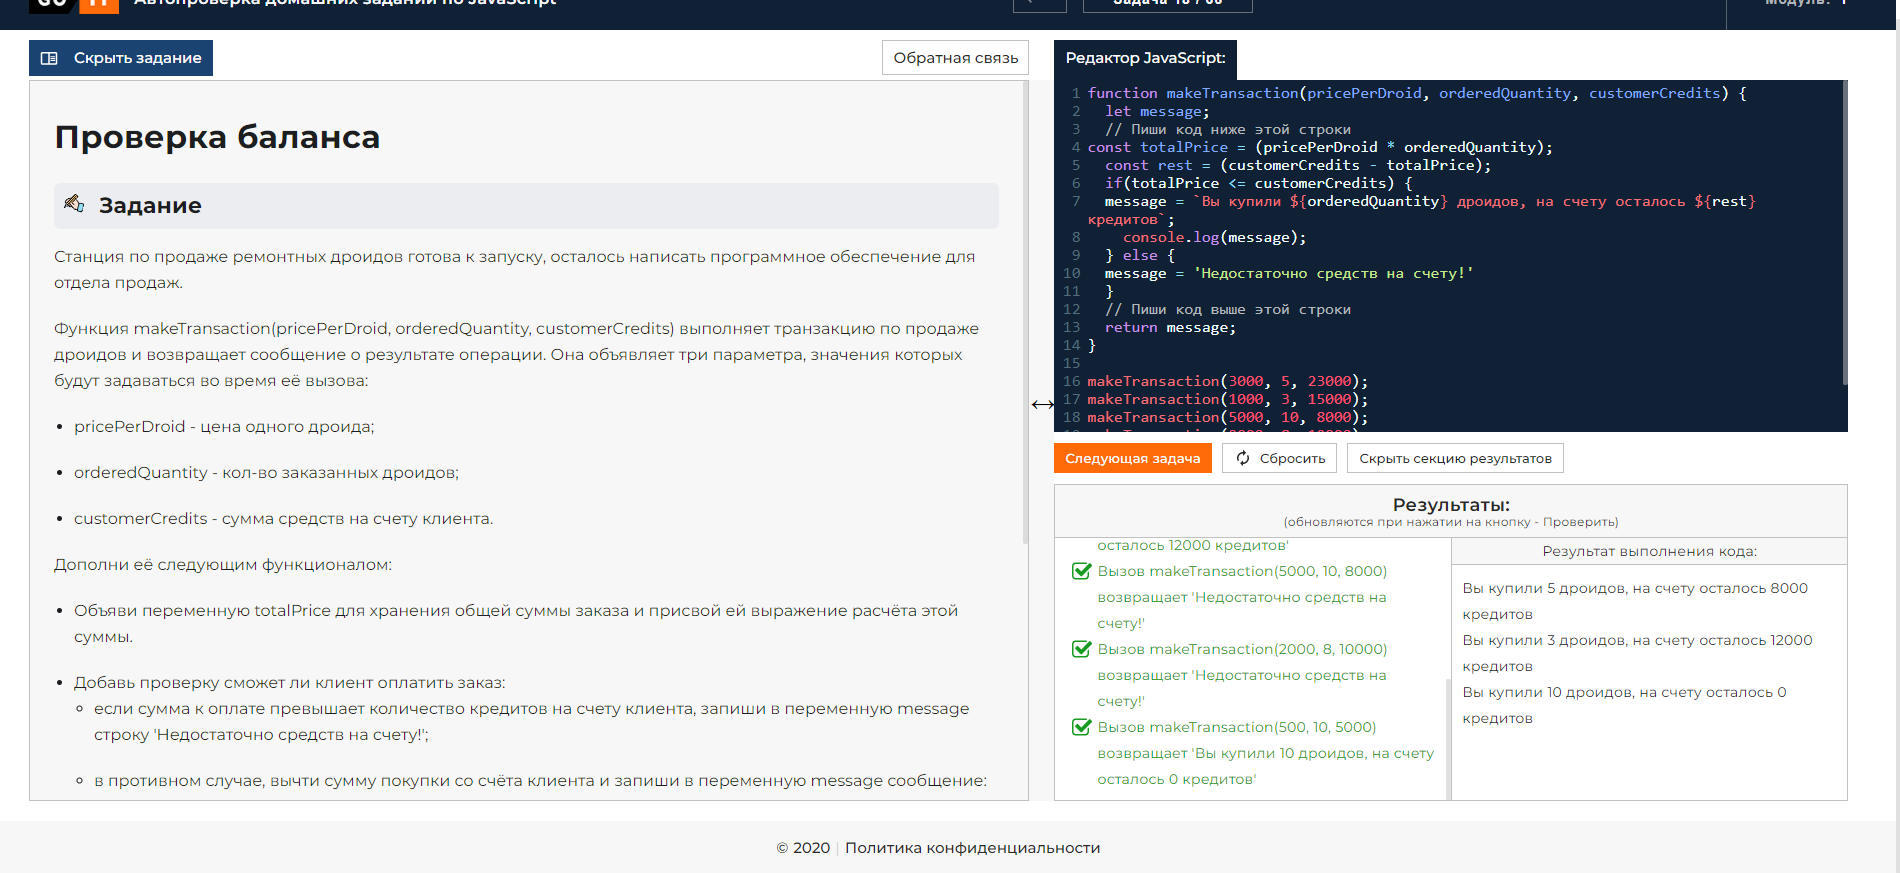 Автопроверка домашних заданий по JavaScript
Задача 18 / 60
Модуль: 1
Скрыть задание
Обратная связь
Проверка баланса
Задание
Станция по продаже ремонтных дроидов готова к запуску, осталось написать программное обеспечение для
отдела продаж.
Функция makeTransaction(pricePerDroid, orderedQuantity, customerCredits) выполняет транзакцию по продаже
дроидов и возвращает сообщение о результате операции. Она объявляет три параметра, значения которых
будут задаваться во время её вызова:
• pricePerDroid - цена одного дроида;
• orderedQuantity - кол-во заказанных дроидов;
• customerCredits - сумма средств на счету клиента.
Дополни её следующим функционалом:
• Объяви переменную totalPrice для хранения общей суммы заказа и присвой ей выражение расчёта этой
суммы.
• Добавь проверку сможет ли клиент оплатить заказ:
◦ если сумма к оплате превышает количество кредитов на счету клиента, запиши в переменную message
строку 'Недостаточно средств на счету!';
◦ в противном случае, вычти сумму покупки со счёта клиента и запиши в переменную message сообщение:
Редактор JavaScript:
1 function makeTransaction(pricePerDroid, orderedQuantity, customerCredits) {
2 let message;
3 // Пиши код ниже этой строки
4 const totalPrice = (pricePerDroid * orderedQuantity);
5 const rest = (customerCredits - totalPrice);
6 if(totalPrice <= customerCredits) {
7 message = `Вы купили ${orderedQuantity} дроидов, на счету осталось ${rest}
кредитов`;
8 console.log(message);
9 } else {
10 message = 'Недостаточно средств на счету!'
11 }
12 // Пиши код выше этой строки
13 return message;
14 }
15
16 makeTransaction(3000, 5, 23000);
17 makeTransaction(1000, 3, 15000);
18 makeTransaction(5000, 10, 8000);
Следующая задача
Сбросить
Скрыть секцию результатов
Результаты:
(обновляются при нажатии на кнопку - Проверить)
осталось 12000 кредитов'
Вызов makeTransaction(5000, 10, 8000)
возвращает 'Недостаточно средств на
счету!'
Вызов makeTransaction(2000, 8, 10000)
возвращает 'Недостаточно средств на
счету!'
Вызов makeTransaction(500, 10, 5000)
возвращает 'Вы купили 10 дроидов, на счету
осталось 0 кредитов'
Результат выполнения кода:
Вы купили 5 дроидов, на счету осталось 8000
кредитов
Вы купили 3 дроидов, на счету осталось 12000
кредитов
Вы купили 10 дроидов, на счету осталось 0
кредитов
© 2020 | Политика конфиденциальности